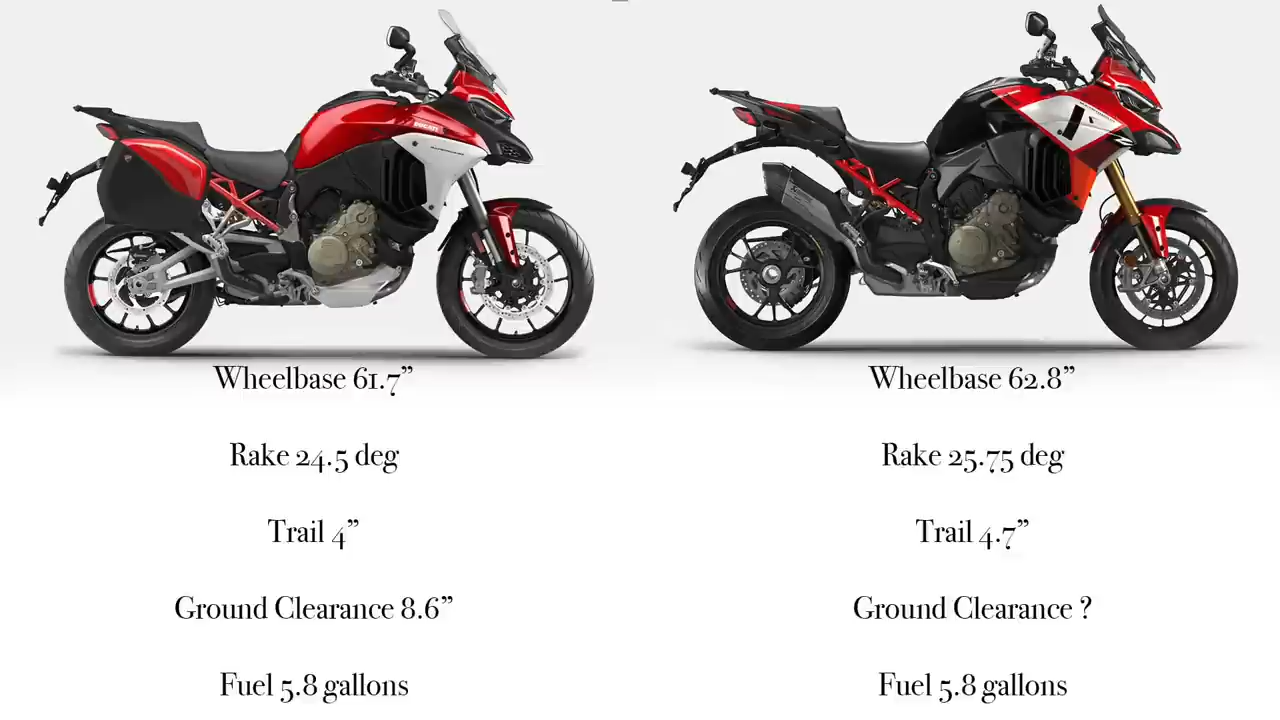 DUCATI
Wheelbase 61.7”
Rake 24.5 deg
Trail 4”
Ground Clearance 8.6”
Fuel 5.8 gallons
Wheelbase 62.8”
Rake 25.75 deg
Trail 4.7”
Ground Clearance ?
Fuel 5.8 gallons